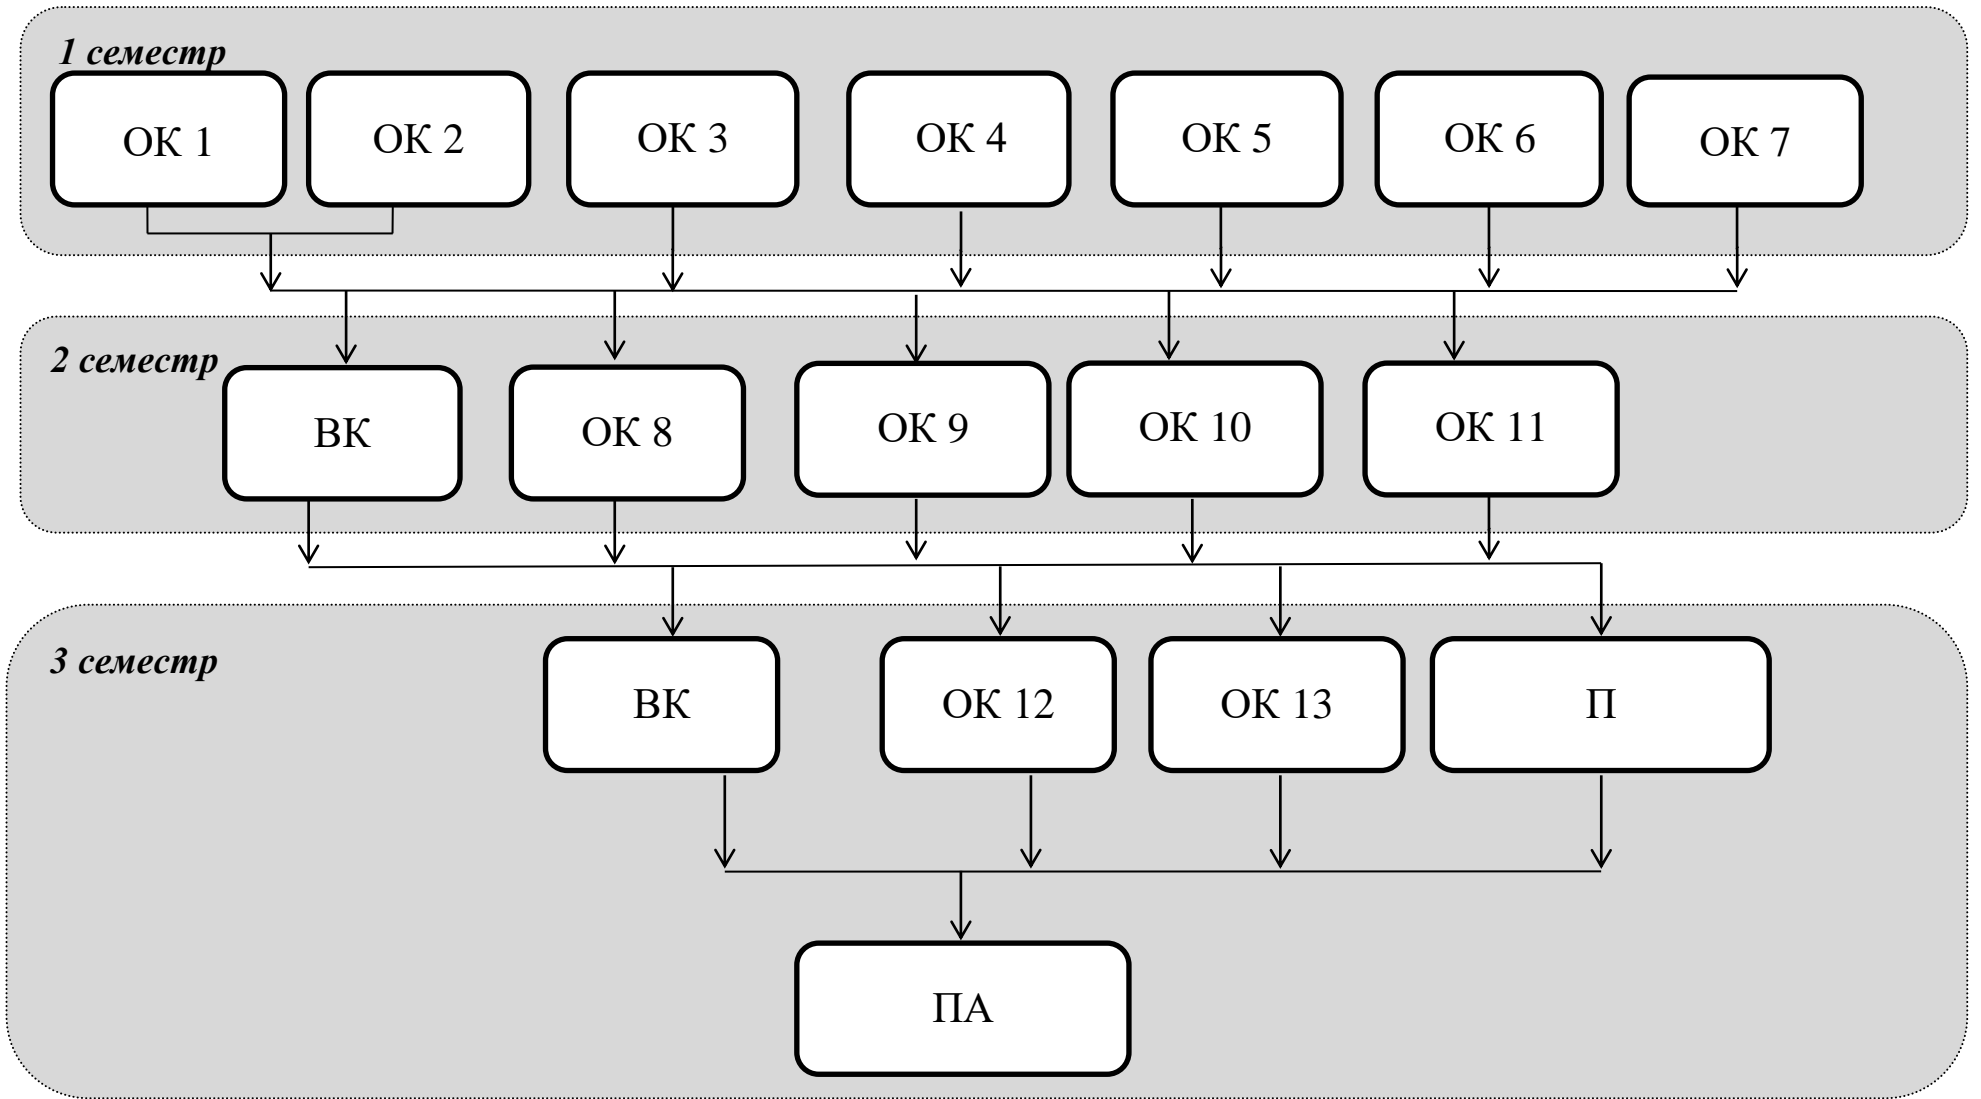 1 семестр
ОК 1
ОК 2
ОК 3
ОК 4
ОК 5
ОК 6
ОК 7
2 семестр
ВК
ОК 8
ОК 9
ОК 10
ОК 11
3 семестр
ВК
ОК 12
ОК 13
П
ПА